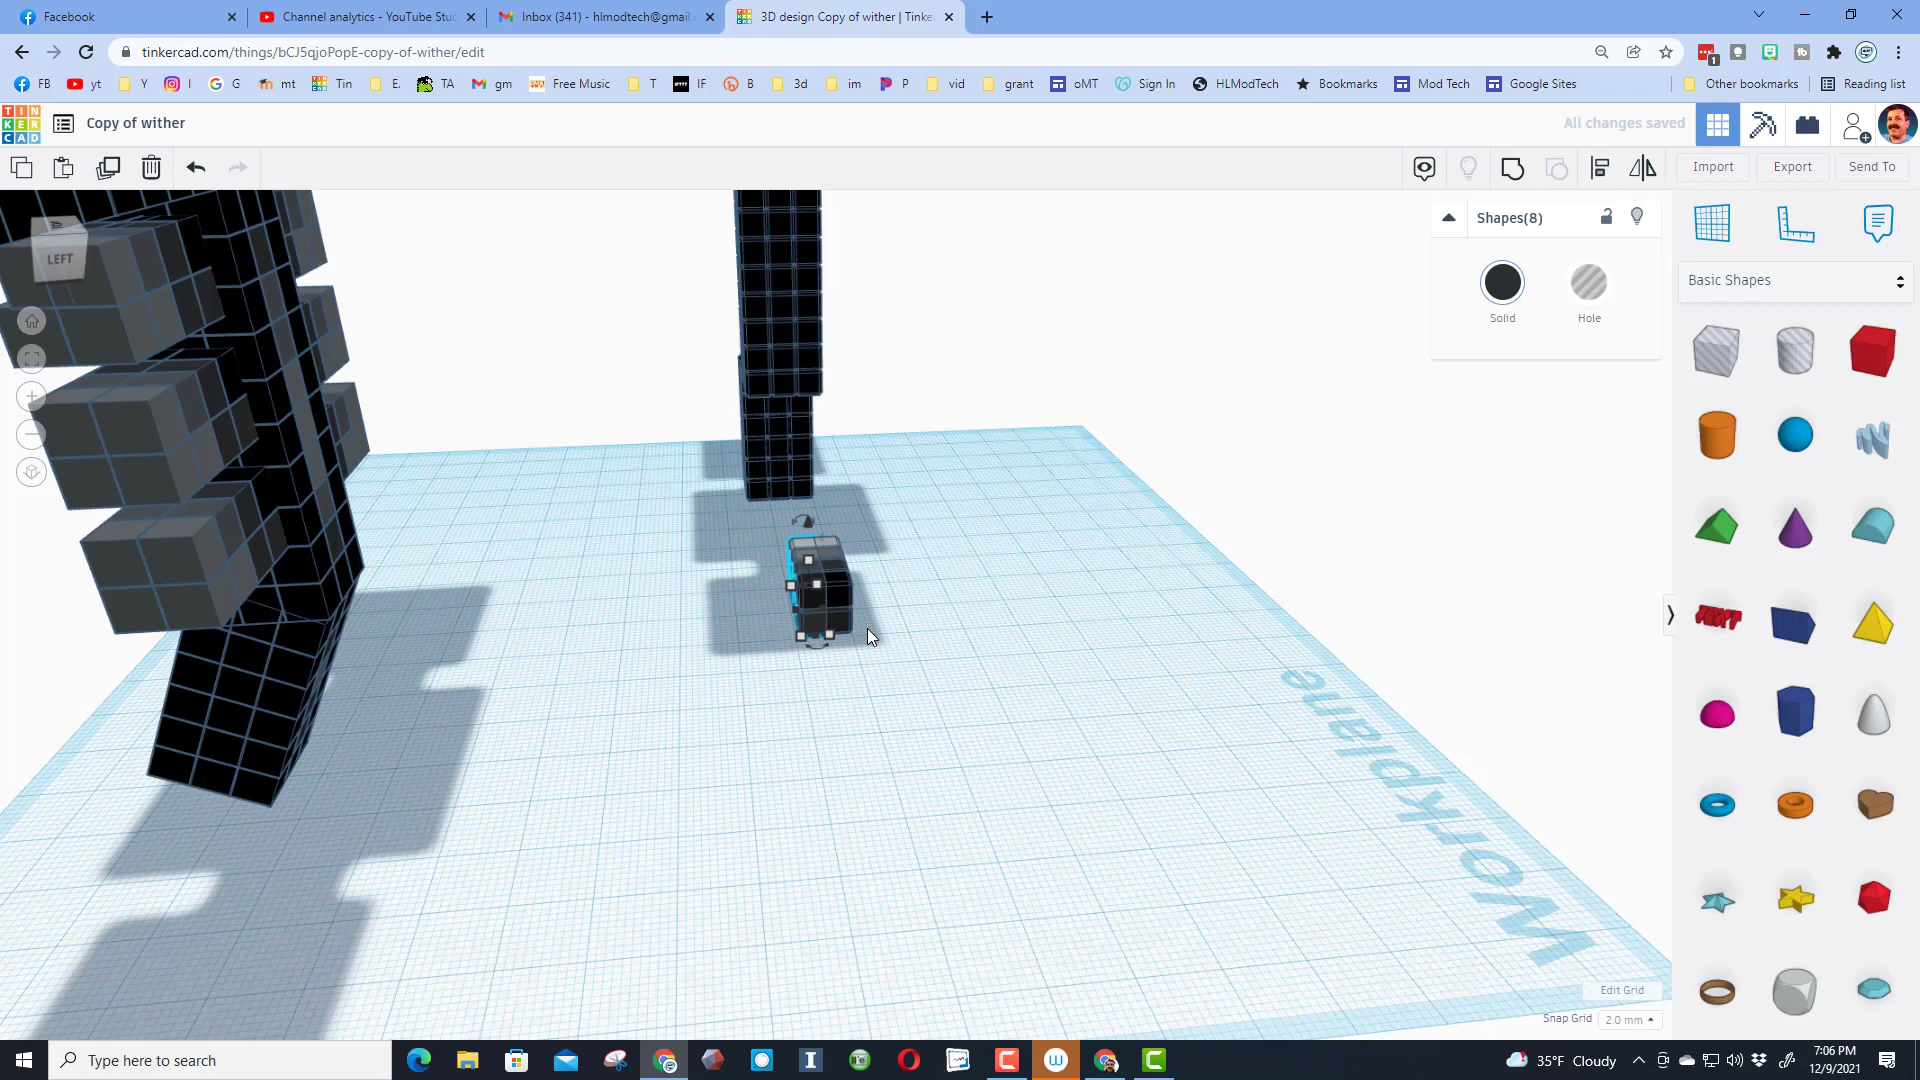 Facebook
Channel analytics - YouTube Stu
Inbox (341) - hlmodtech@gmail.
3D design Copy of wither | Tinke
tinkercad.com/things/bCJ5qjoPopE-copy-of-wither/edit
FB
yt
Y
I
G
mt
Tin
E.
TA
gm
Free Music
T
IF
B
3d
im
P
vid
grant
oMT
Sign In
HLModTech
Bookmarks
Mod Tech
Google Sites
Other bookmarks
Reading list
TIN
KER
CAD
Copy of wither
All changes saved
Import
Export
Send To
LEFT
Shapes(8)
Solid
Hole
Basic Shapes
TEXT
Workplane
Edit Grid
Snap Grid
2.0 mm
Type here to search
35°F Cloudy
7:06 PM
12/9/2021